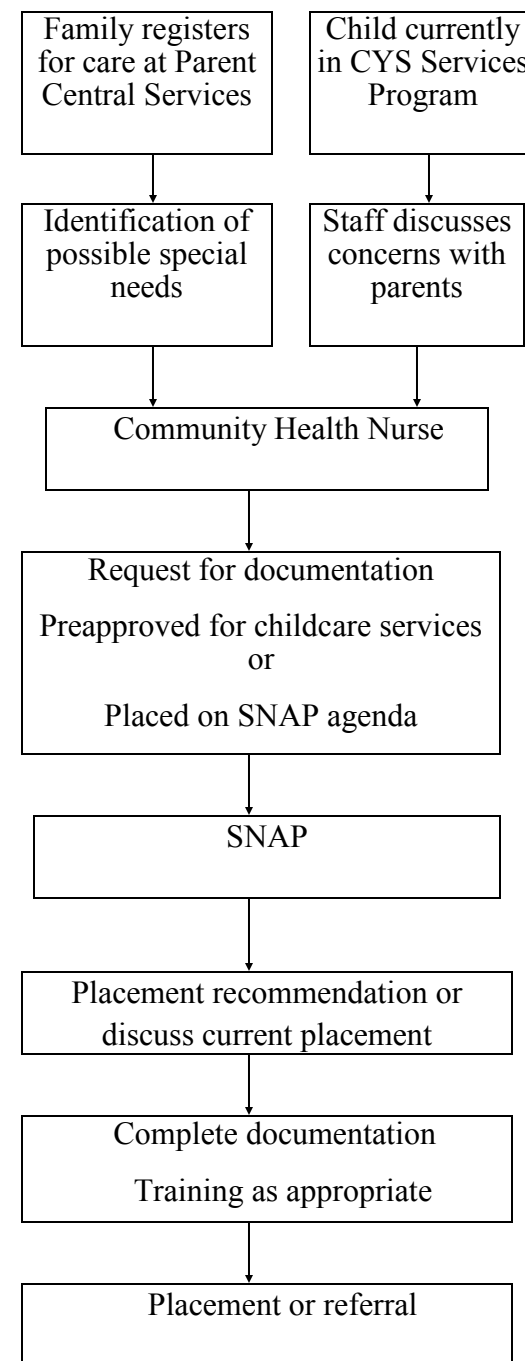 Family registers
for care at Parent
Central Services
Child currently
in CYS Services
Program
Identification of
possible special
needs
Staff discusses
concerns with
parents
Community Health Nurse
Request for documentation
Preapproved for childcare services
or
Placed on SNAP agenda
SNAP
Placement recommendation or
discuss current placement
Complete documentation
Training as appropriate
Placement or referral